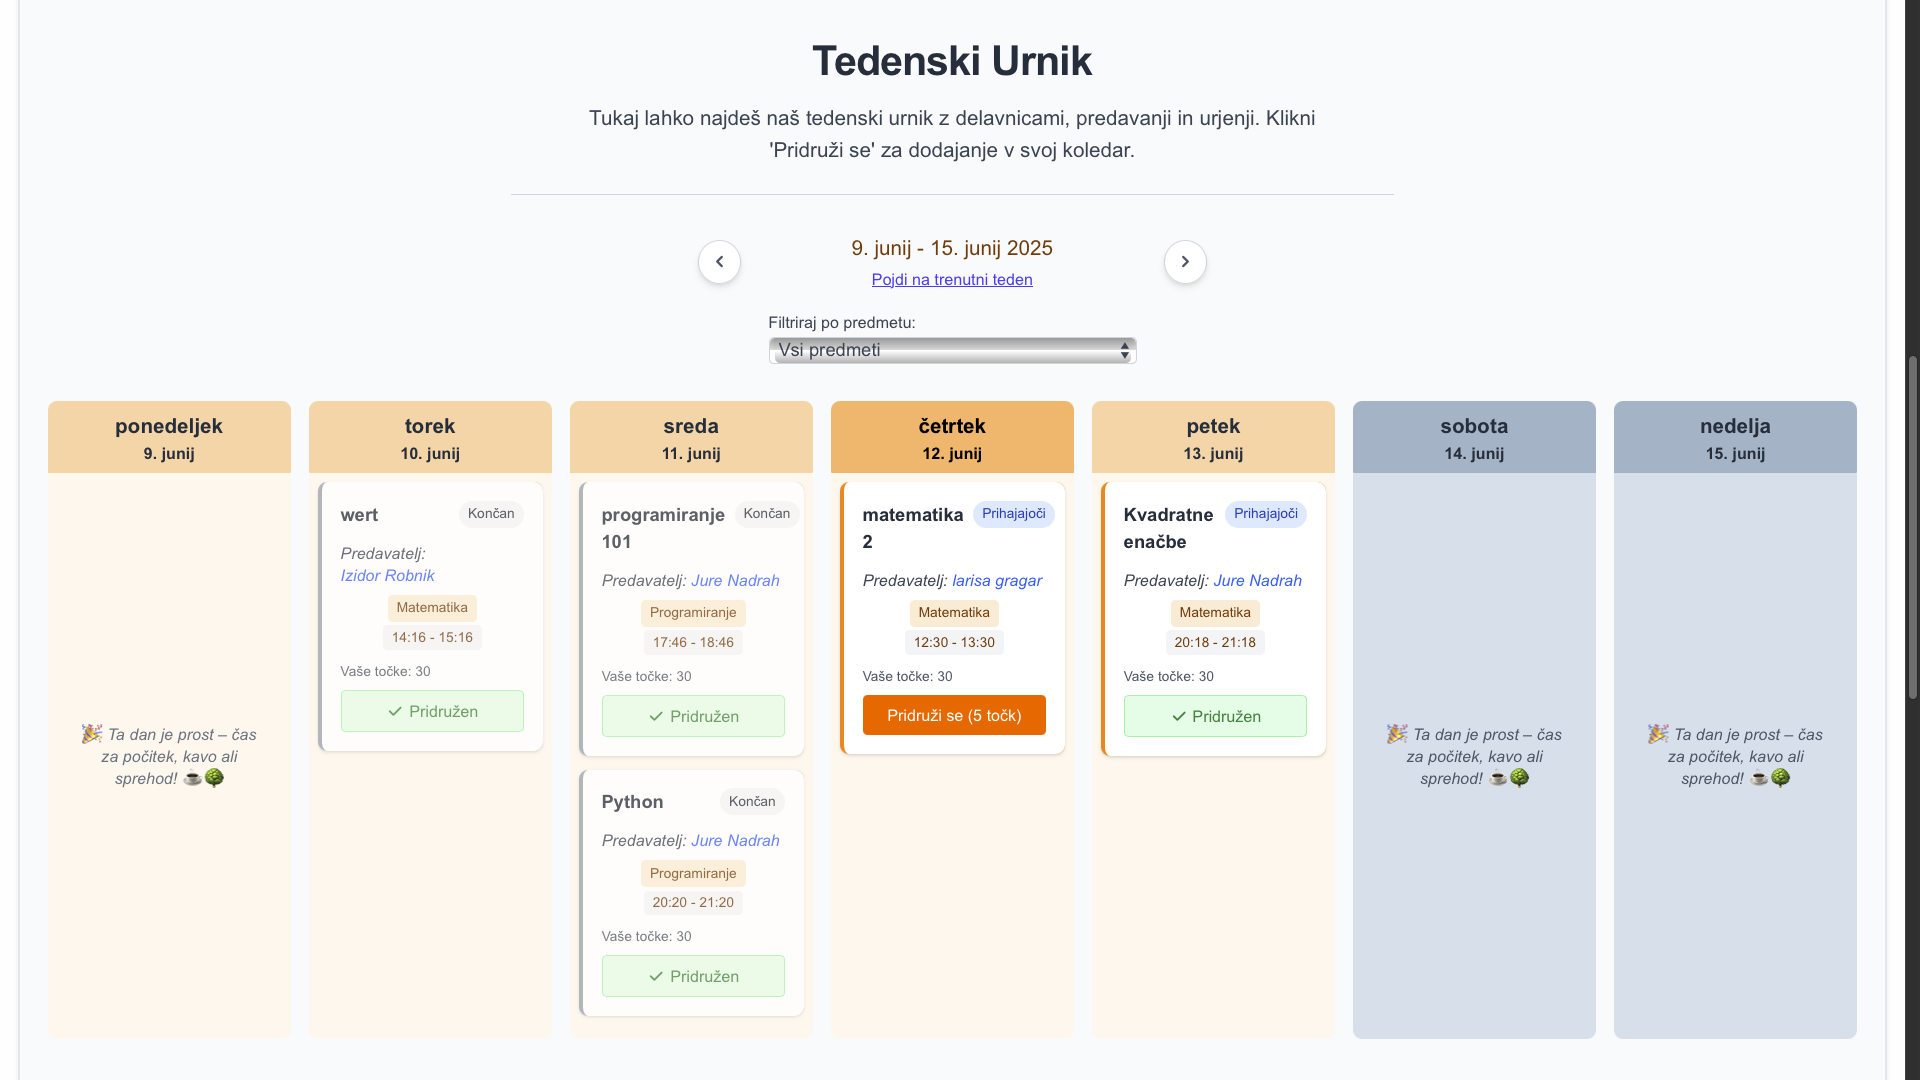 Tedenski Urnik
Tukaj lahko najdeš naš tedenski urnik z delavnicami, predavanji in urjenji. Klikni
'Pridruži se' za dodajanje v svoj koledar.
9. junij - 15. junij 2025
Pojdi na trenutni teden
Filtriraj po predmetu:
Vsi predmeti
ponedeljek
9. junij
🎉 Ta dan je prost – čas
za počitek, kavo ali
sprehod! ☕🌳
torek
10. junij
wert
Končan
Predavatelj:
Izidor Robnik
Matematika
14:16 - 15:16
Vaše točke: 30
✓ Pridružen
sreda
11. junij
programiranje
101
Končan
Predavatelj: Jure Nadrah
Programiranje
17:46 - 18:46
Vaše točke: 30
✓ Pridružen
Python
Končan
Predavatelj: Jure Nadrah
Programiranje
20:20 - 21:20
Vaše točke: 30
✓ Pridružen
četrtek
12. junij
matematika
2
Prihajajoči
Predavatelj: larisa gragar
Matematika
12:30 - 13:30
Vaše točke: 30
Pridruži se (5 točk)
petek
13. junij
Kvadratne
enačbe
Prihajajoči
Predavatelj: Jure Nadrah
Matematika
20:18 - 21:18
Vaše točke: 30
✓ Pridružen
sobota
14. junij
🎉 Ta dan je prost – čas
za počitek, kavo ali
sprehod! ☕🌳
nedelja
15. junij
🎉 Ta dan je prost – čas
za počitek, kavo ali
sprehod! ☕🌳